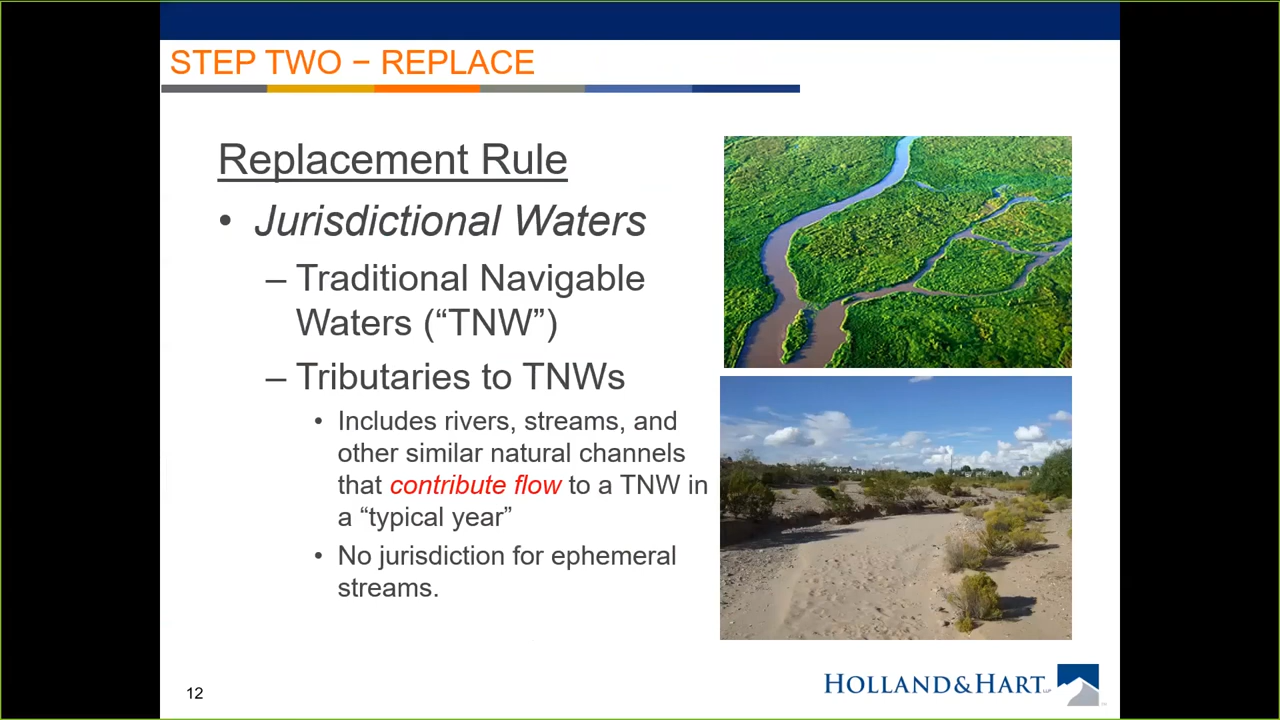 STEP TWO − REPLACE
Replacement Rule
• Jurisdictional Waters
– Traditional Navigable
Waters (“TNW”)
– Tributaries to TNWs
• Includes rivers, streams, and
other similar natural channels
that contribute flow to a TNW in
a “typical year”
• No jurisdiction for ephemeral
streams.
12
HOLLAND&HART LLP